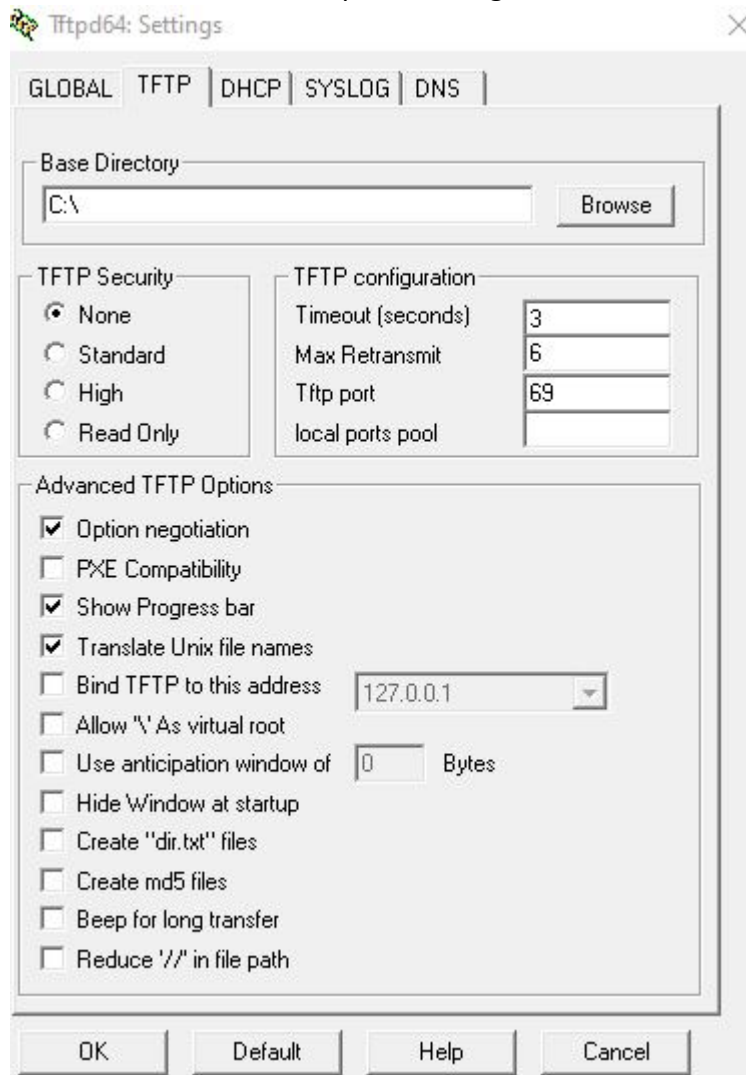 Tftpd64: Settings
GLOBAL TFTP DHCP SYSLOG DNS
Base Directory
C:\
Browse
TFTP Security
None
Standard
High
Read Only
TFTP configuration
Timeout (seconds) 3
Max Retransmit 6
Tftp port 69
local ports pool
Advanced TFTP Options
Option negotiation
PXE Compatibility
Show Progress bar
Translate Unix file names
Bind TFTP to this address 127.0.0.1
Allow '\' As virtual root
Use anticipation window of 0 Bytes
Hide Window at startup
Create "dir.txt" files
Create md5 files
Beep for long transfer
Reduce '//' in file path
OK Default Help Cancel